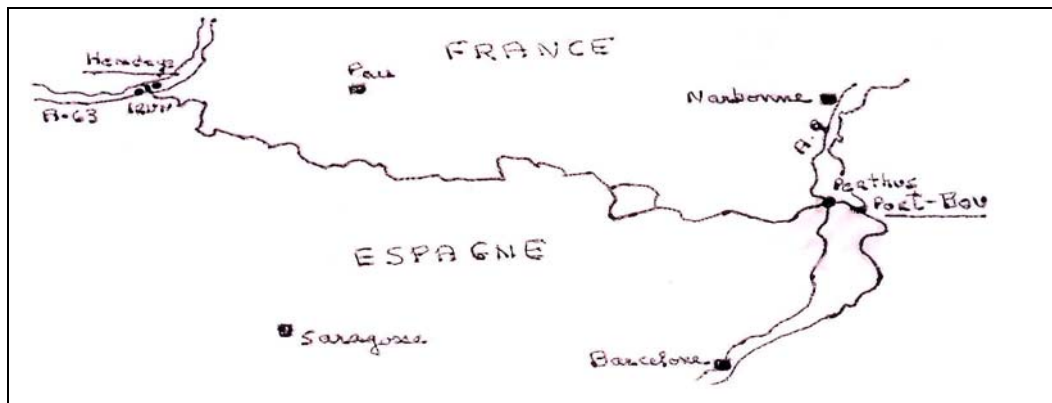 FRANCE
Hendaye
Pau
Narbonne
A-63
IRUN
A-9
Perthus
PORT-BOU
ESPAGNE
Saragosse
Barcelone